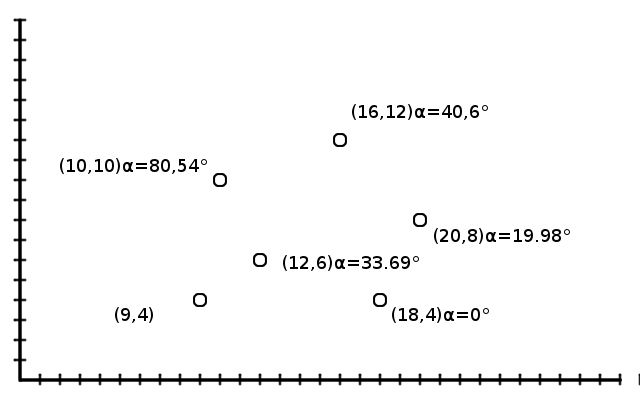 (16,12)α=40,6°
(10,10)α=80,54°
(20,8)α=19.98°
(12,6)α=33.69°
(9,4)
(18,4)α=0°